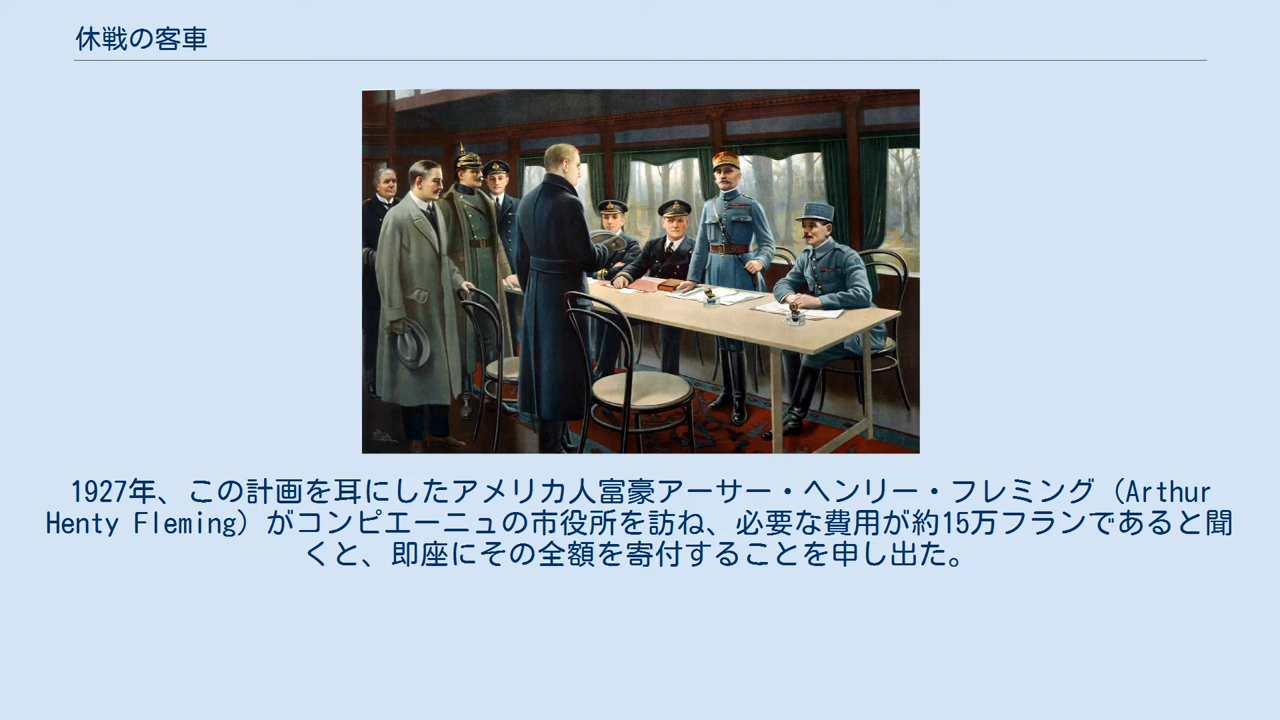 休戦の客車
1927年、この計画を耳にしたアメリカ人富豪アーサー・ヘンリー・フレミング（Arthur
Henty Fleming）がコンピエーニュの市役所を訪ね、必要な費用が約15万フランであると聞
くと、即座にその全額を寄付することを申し出た。